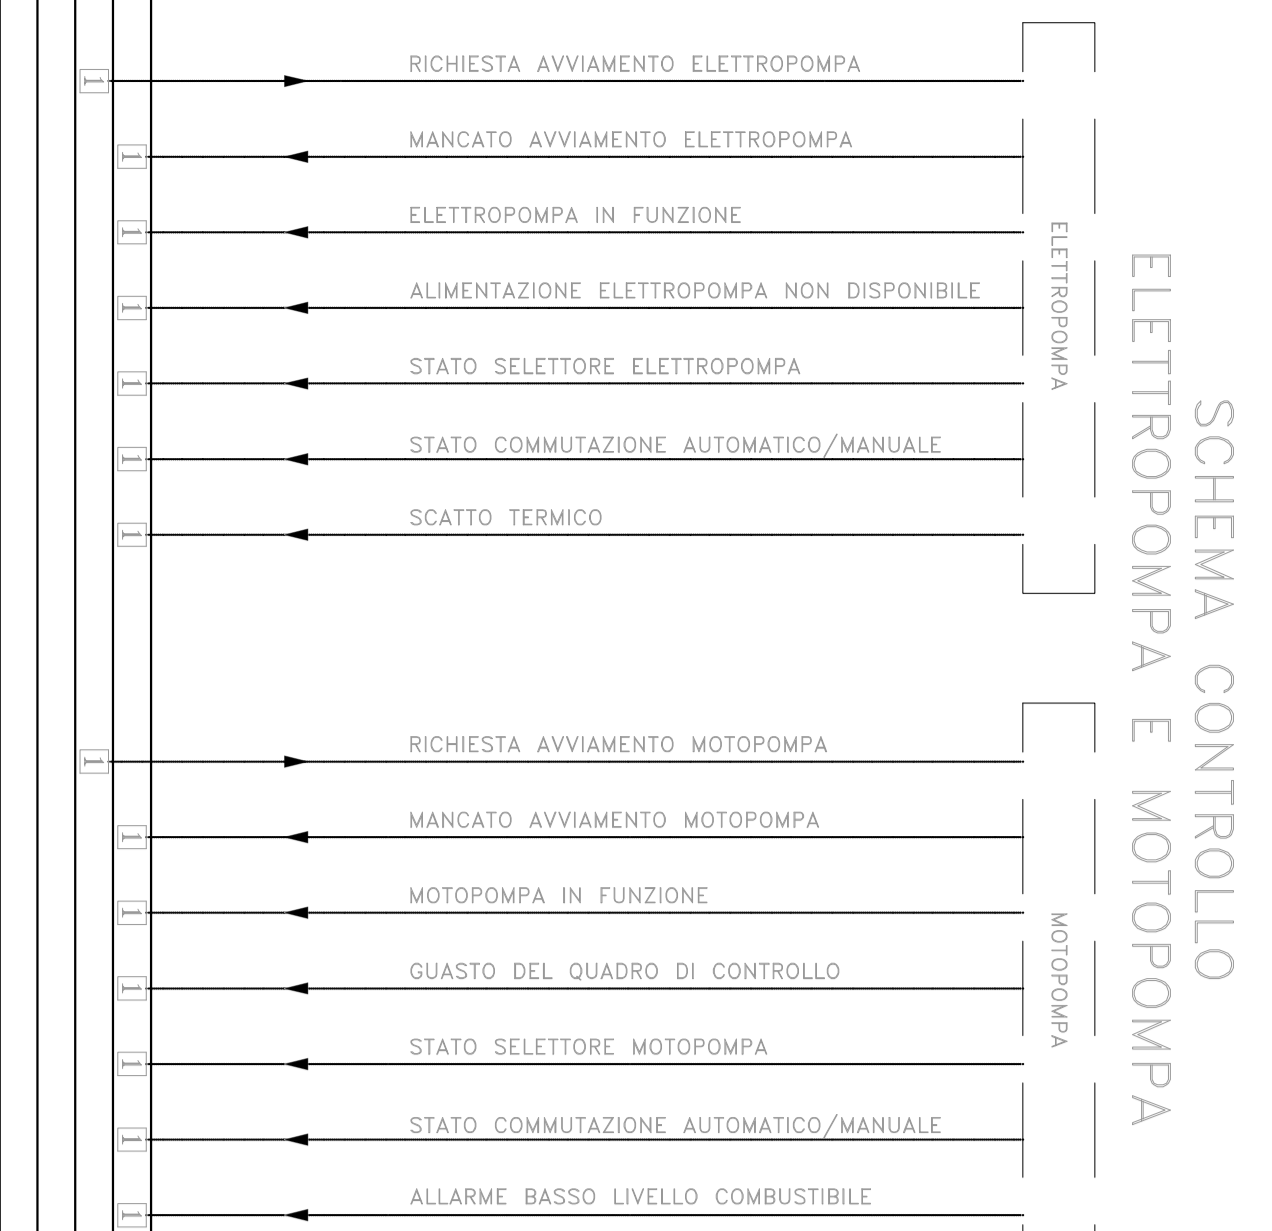 SCHEMA CONTROLLO
ELETTROPOMPA E MOTOPOMPA
ELETTROPOMPA
1 RICHIESTA AVVIAMENTO ELETTROPOMPA
1 MANCATO AVVIAMENTO ELETTROPOMPA
1 ELETTROPOMPA IN FUNZIONE
1 ALIMENTAZIONE ELETTROPOMPA NON DISPONIBILE
1 STATO SELETTORE ELETTROPOMPA
1 STATO COMMUTAZIONE AUTOMATICO/MANUALE
1 SCATTO TERMICO
MOTOPOMPA
1 RICHIESTA AVVIAMENTO MOTOPOMPA
1 MANCATO AVVIAMENTO MOTOPOMPA
1 MOTOPOMPA IN FUNZIONE
1 GUASTO DEL QUADRO DI CONTROLLO
1 STATO SELETTORE MOTOPOMPA
1 STATO COMMUTAZIONE AUTOMATICO/MANUALE
1 ALLARME BASSO LIVELLO COMBUSTIBILE